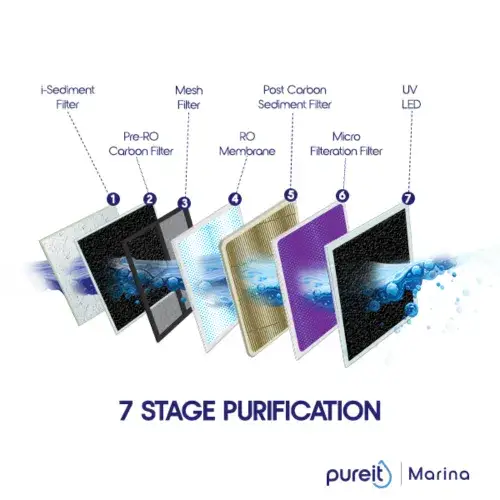 i-Sediment
Filter
Mesh
Filter
Post Carbon
Sediment Filter
UV
LED
Pre-RO
Carbon Filter
RO
Membrane
Micro
Filteration Filter
1
2
3
4
5
6
7
7 STAGE PURIFICATION
pureit | Marina